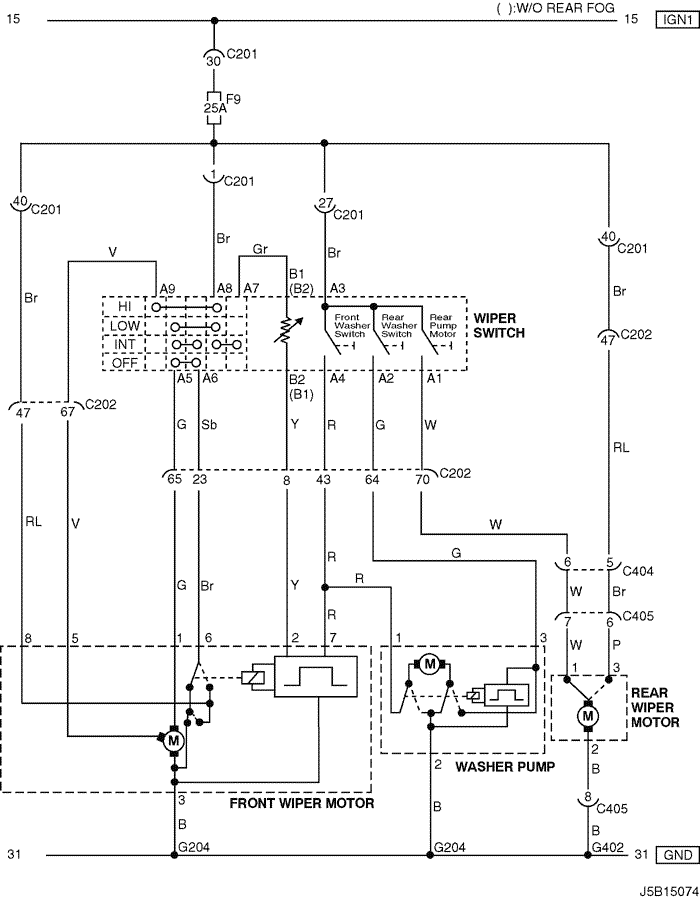 ( ):W/O REAR FOG
15 15 IGN1
30 C201
F9
25A
40 C201
1 C201
27 C201
40 C201
V Br Gr Br
Br Br
B1
(B2)
A9 A8 A7 A3
HI
LOW
INT
OFF
Front Washer Switch
Rear Washer Switch
Rear Pump Motor
WIPER SWITCH
47 C202
A5 A6 B2 A4 A2 A1
(B1)
47 67 C202
G Sb Y R G W
RL
65 23 8 43 64 70 C202
RL V
W
G
G Br Y R R
6 5 C404
W Br
R
7 6 C405
W P
8 5 1 6 2 7 1 3
1 3
M
M
M
REAR WIPER MOTOR
2
B
WASHER PUMP
2
3
FRONT WIPER MOTOR
8 C405
B B B
31 G204 G204 G402 31 GND
J5B15074